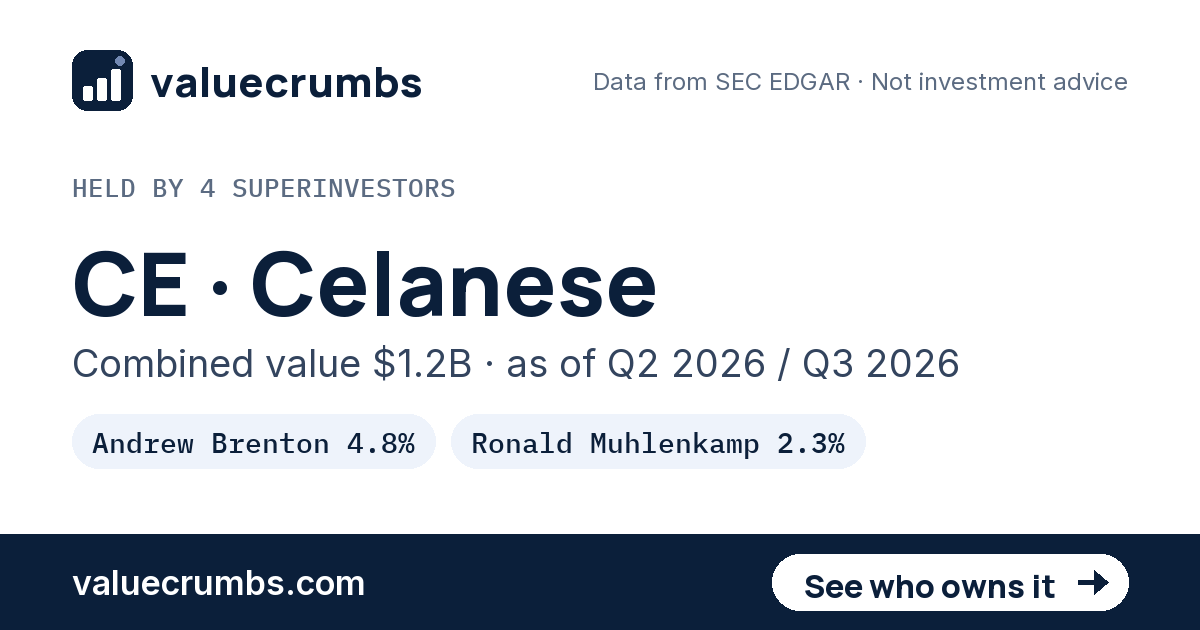 valuecrumbs
Data from SEC EDGAR · Not investment advice
HELD BY 4 SUPERINVESTORS
CE · Celanese
Combined value $1.2B · as of Q2 2026 / Q3 2026
Andrew Brenton 4.8%
Ronald Muhlenkamp 2.3%
valuecrumbs.com
See who owns it →